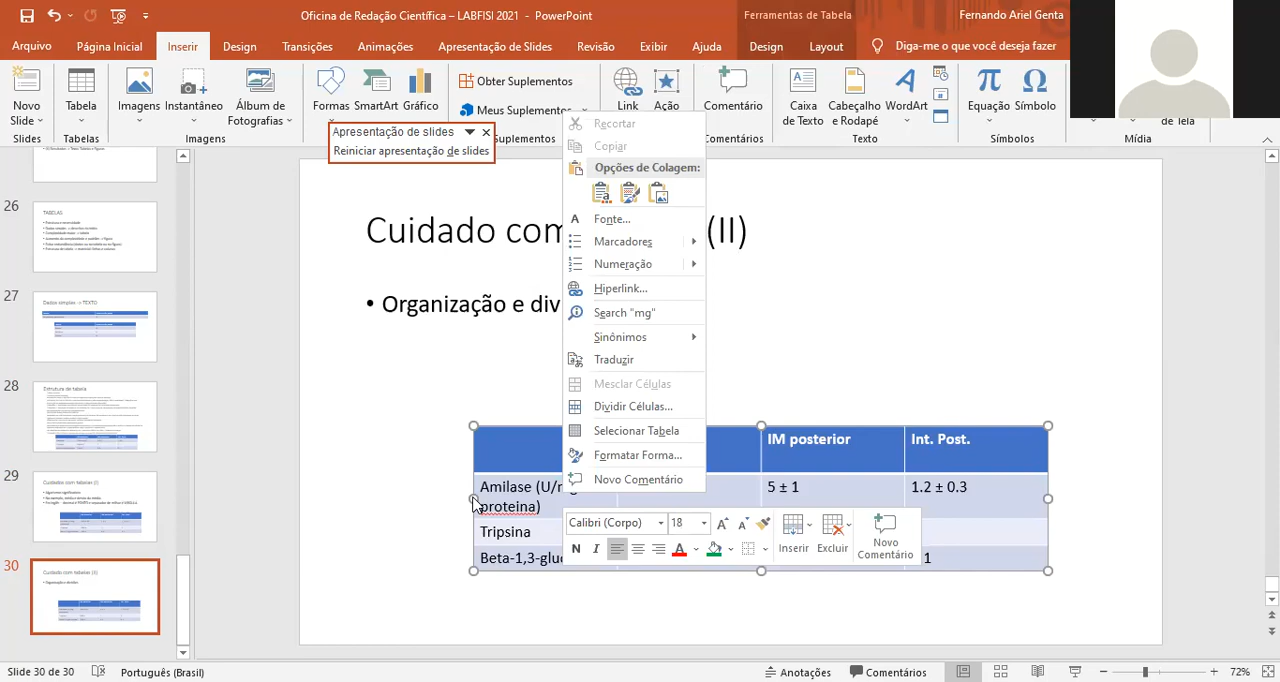 Oficina de Redação Científica – LABFISI 2021 - PowerPoint
Ferramentas de Tabela
Fernando Ariel Genta
Arquivo
Página Inicial
Inserir
Design
Transições
Animações
Apresentação de Slides
Revisão
Exibir
Ajuda
Design
Layout
Diga-me o que você deseja fazer
Novo
Slide
Tabela
Imagens
Instantâneo
Álbum de
Fotografias
Formas
SmartArt
Gráfico
Obter Suplementos
Meus Suplementos
Link
Ação
Comentário
Caixa
de Texto
Cabeçalho
e Rodapé
WordArt
Equação
Símbolo
de Tela
Slides
Tabelas
Imagens
Suplementos
Texto
Símbolos
Mídia
Apresentação de slides
Reiniciar apresentação de slides
Recortar
Copiar
Opções de Colagem:
Fonte...
Marcadores
Numeração
Hiperlink...
Search "mg"
Sinônimos
Traduzir
Mesclar Células
Dividir Células...
Selecionar Tabela
Formatar Forma...
Novo Comentário
26
TABELAS
27
Dados simples -> TEXTO
28
Estrutura de tabela
29
Cuidados com tabelas (I)
30
Cuidado com tabelas (II)
• Organização e divisões
Cuidado com (II)
• Organização e div
IM posterior
Int. Post.
Amilase (U/mg
proteína)
5 ± 1
1.2 ± 0.3
Tripsina
Beta-1,3-gluc
1
Calibri (Corpo)
18
A
A
N
I
A
Inserir
Excluir
Novo
Comentário
Slide 30 de 30
Português (Brasil)
Anotações
Comentários
72%